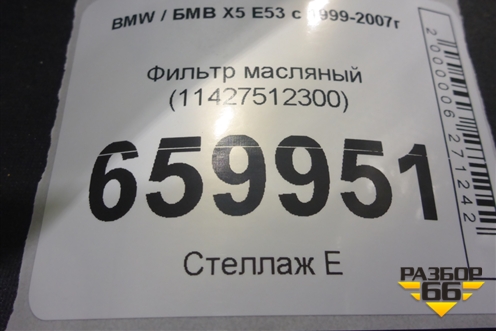 BMW / БМВ X5 E53 с 1999-2007г
Фильтр масляный
(11427512300)
659951
Стеллаж Е
2000006271242
РАЗБОР
66